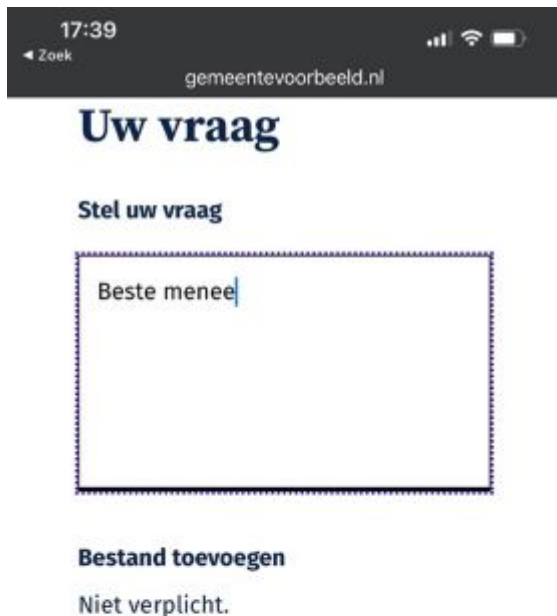 17:39
◀ Zoek
gemeentevoorbeeld.nl
Uw vraag
Stel uw vraag
Beste menee
Bestand toevoegen
Niet verplicht.